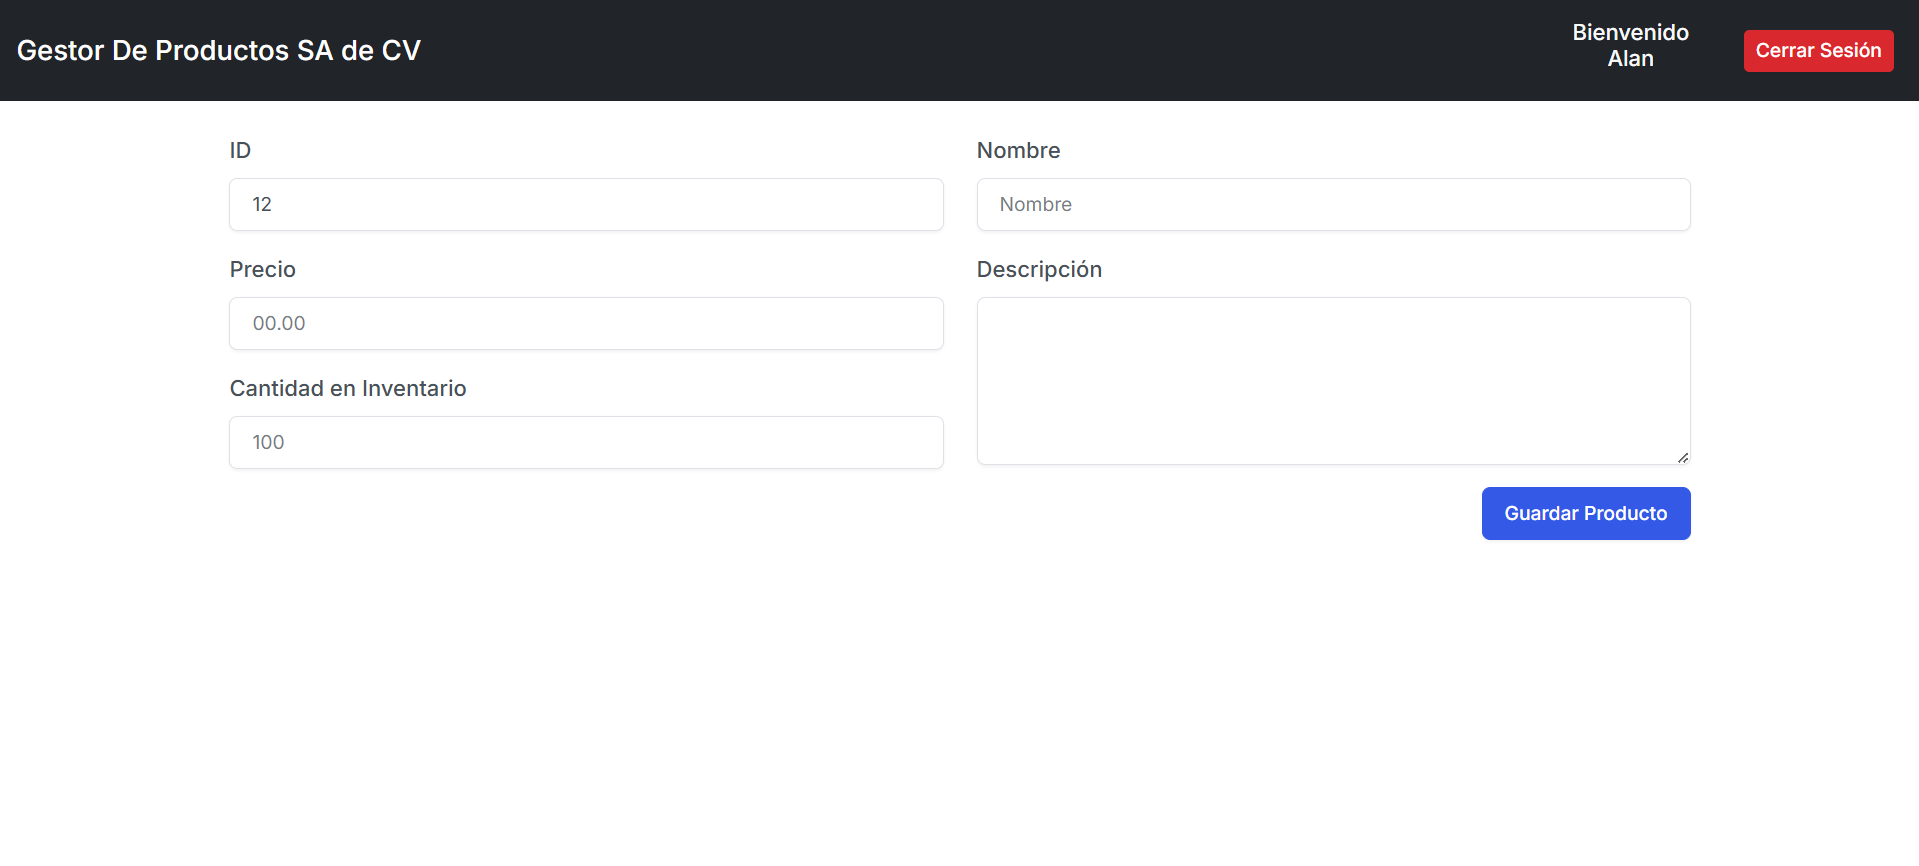 Gestor De Productos SA de CV
Bienvenido
Alan
Cerrar Sesión
ID
12
Nombre
Nombre
Precio
00.00
Descripción
Cantidad en Inventario
100
Guardar Producto